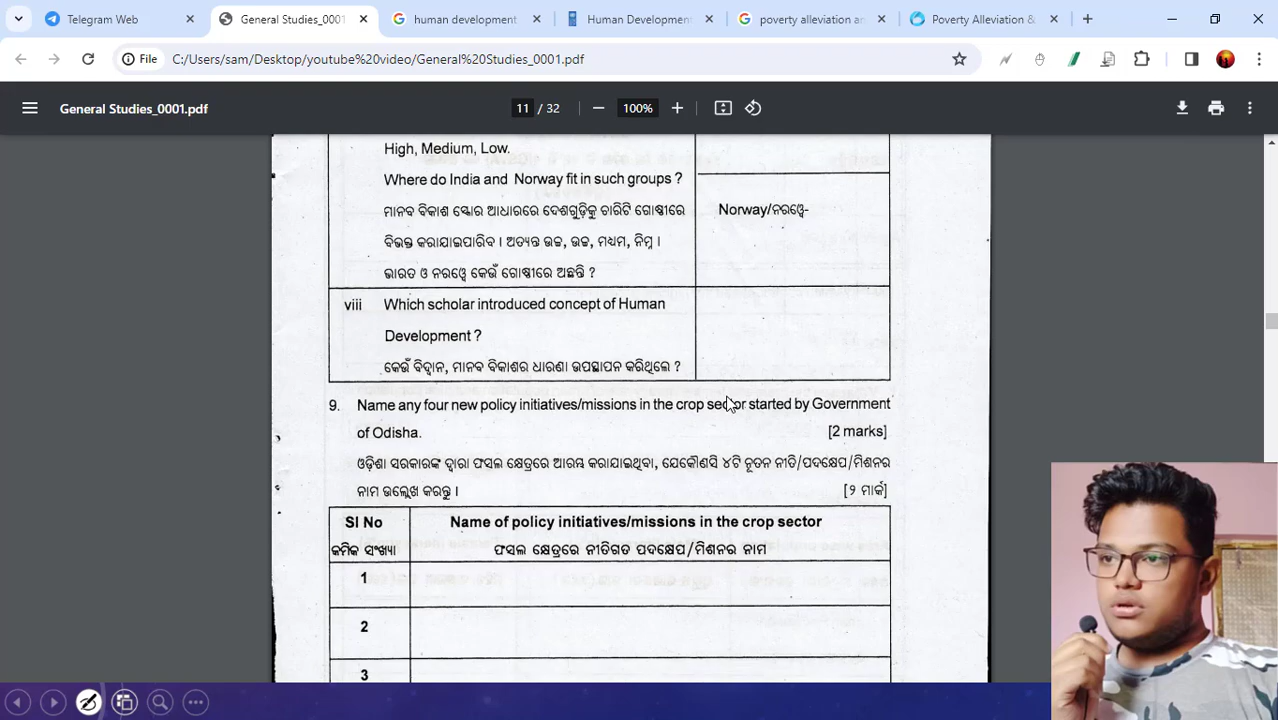 Telegram Web
General Studies_0001
human development
Human Developmen
poverty alleviation an
Poverty Alleviation &
File
C:/Users/sam/Desktop/youtube%20video/General%20Studies_0001.pdf
General Studies_0001.pdf
11 / 32
100%
High, Medium, Low.
Where do India and Norway fit in such groups ?
ମାନବ ବିକାଶ ସ୍କୋର ଆଧାରରେ ଦେଶଗୁଡ଼ିକୁ ଚାରିଟି ଗୋଷ୍ଠୀରେ
ବିଭକ୍ତ କରାଯାଇପାରିବ । ଅତ୍ୟନ୍ତ ଉଚ୍ଚ, ଉଚ୍ଚ, ମଧ୍ୟମ, ନିମ୍ନ ।
ଭାରତ ଓ ନରୱେ କେଉଁ ଗୋଷ୍ଠୀରେ ଅଛନ୍ତି ?
Norway/ନରୱେ-
viii Which scholar introduced concept of Human
Development ?
କେଉଁ ବିଦ୍ୱାନ, ମାନବ ବିକାଶର ଧାରଣା ଉପସ୍ଥାପନ କରିଥିଲେ ?
9. Name any four new policy initiatives/missions in the crop sector started by Government
of Odisha. [2 marks]
ଓଡ଼ିଶା ସରକାରଙ୍କ ଦ୍ୱାରା ଫସଲ କ୍ଷେତ୍ରରେ ଆରମ୍ଭ କରାଯାଇଥିବା, ଯେକୌଣସି ୪ଟି ନୂତନ ନୀତି/ପଦକ୍ଷେପ/ମିଶନର
ନାମ ଉଲ୍ଲେଖ କରନ୍ତୁ । [୨ ମାର୍କ]
SI No Name of policy initiatives/missions in the crop sector
କ୍ରମିକ ସଂଖ୍ୟା ଫସଲ କ୍ଷେତ୍ରରେ ନୀତିଗତ ପଦକ୍ଷେପ/ମିଶନର ନାମ
1
2
3